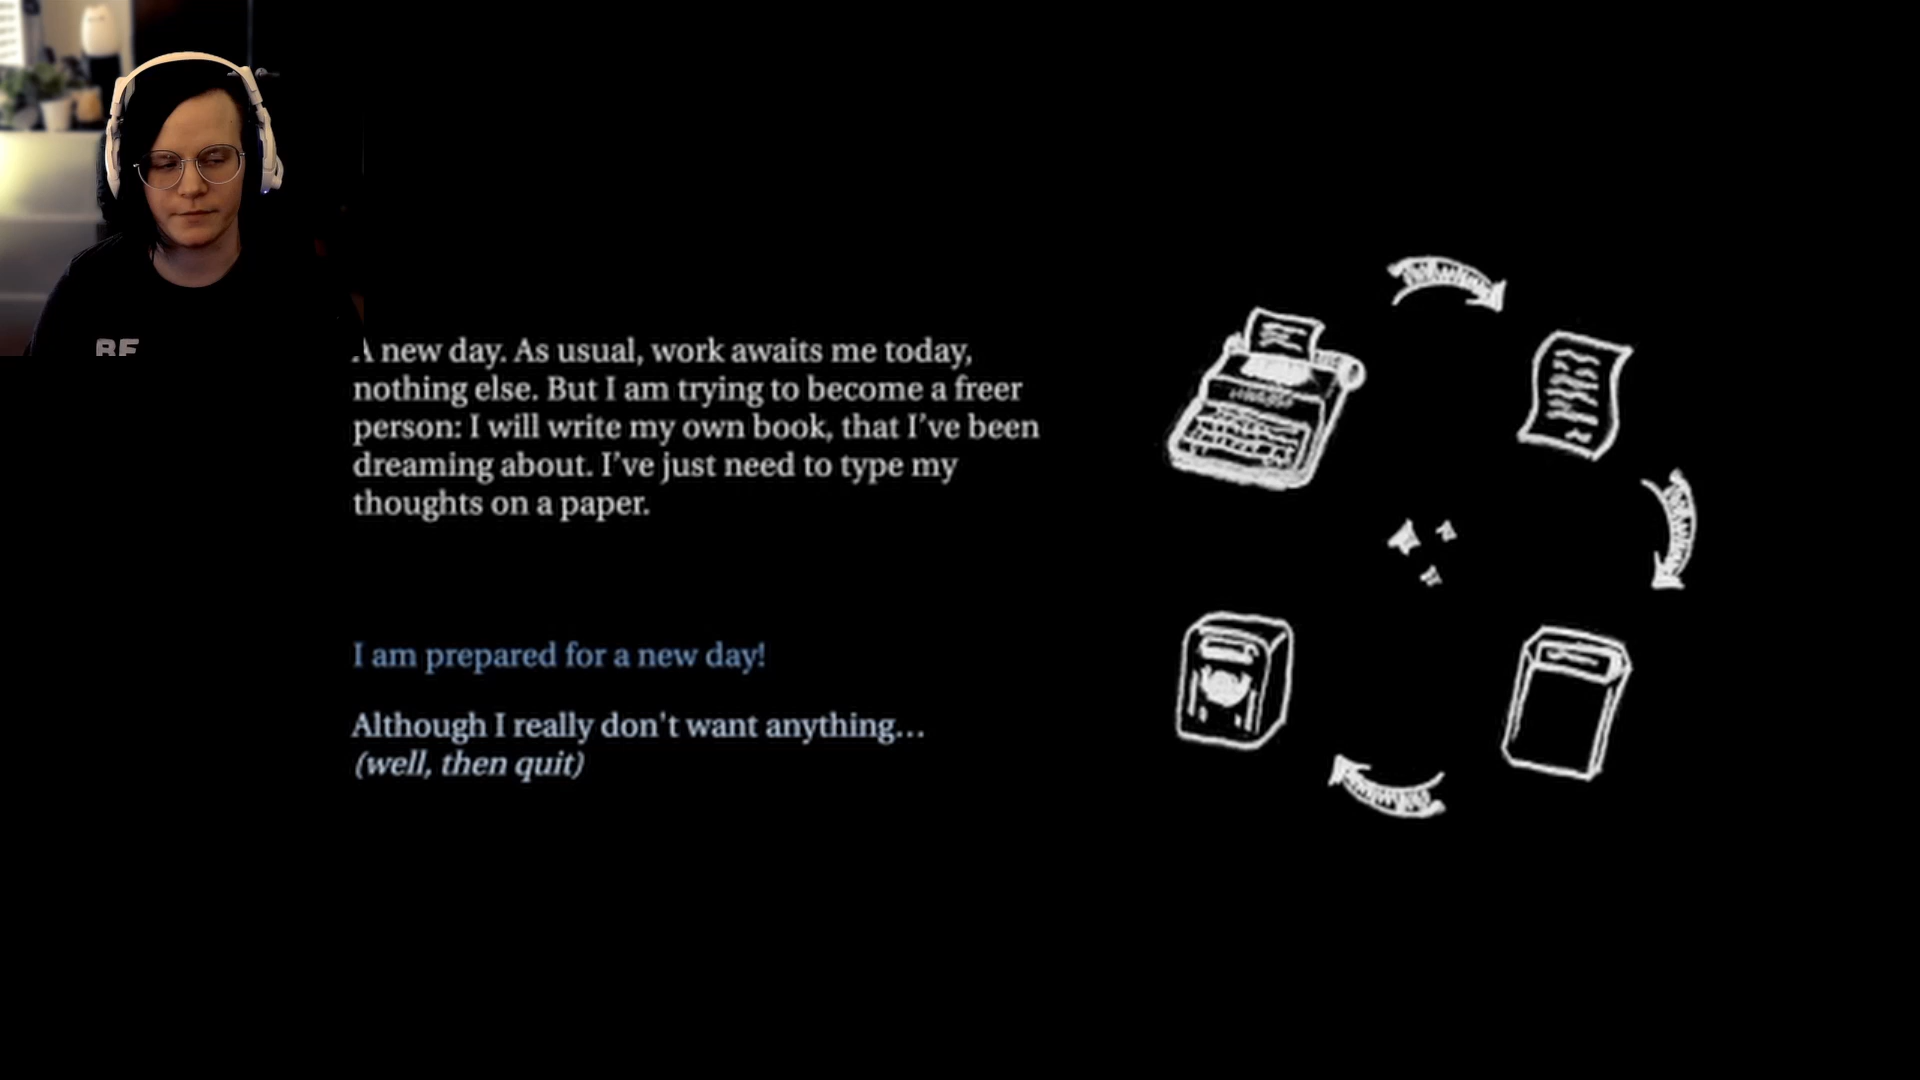 BE
A new day. As usual, work awaits me today,
nothing else. But I am trying to become a freer
person: I will write my own book, that I’ve been
dreaming about. I’ve just need to type my
thoughts on a paper.
I am prepared for a new day!
Although I really don't want anything...
(well, then quit)